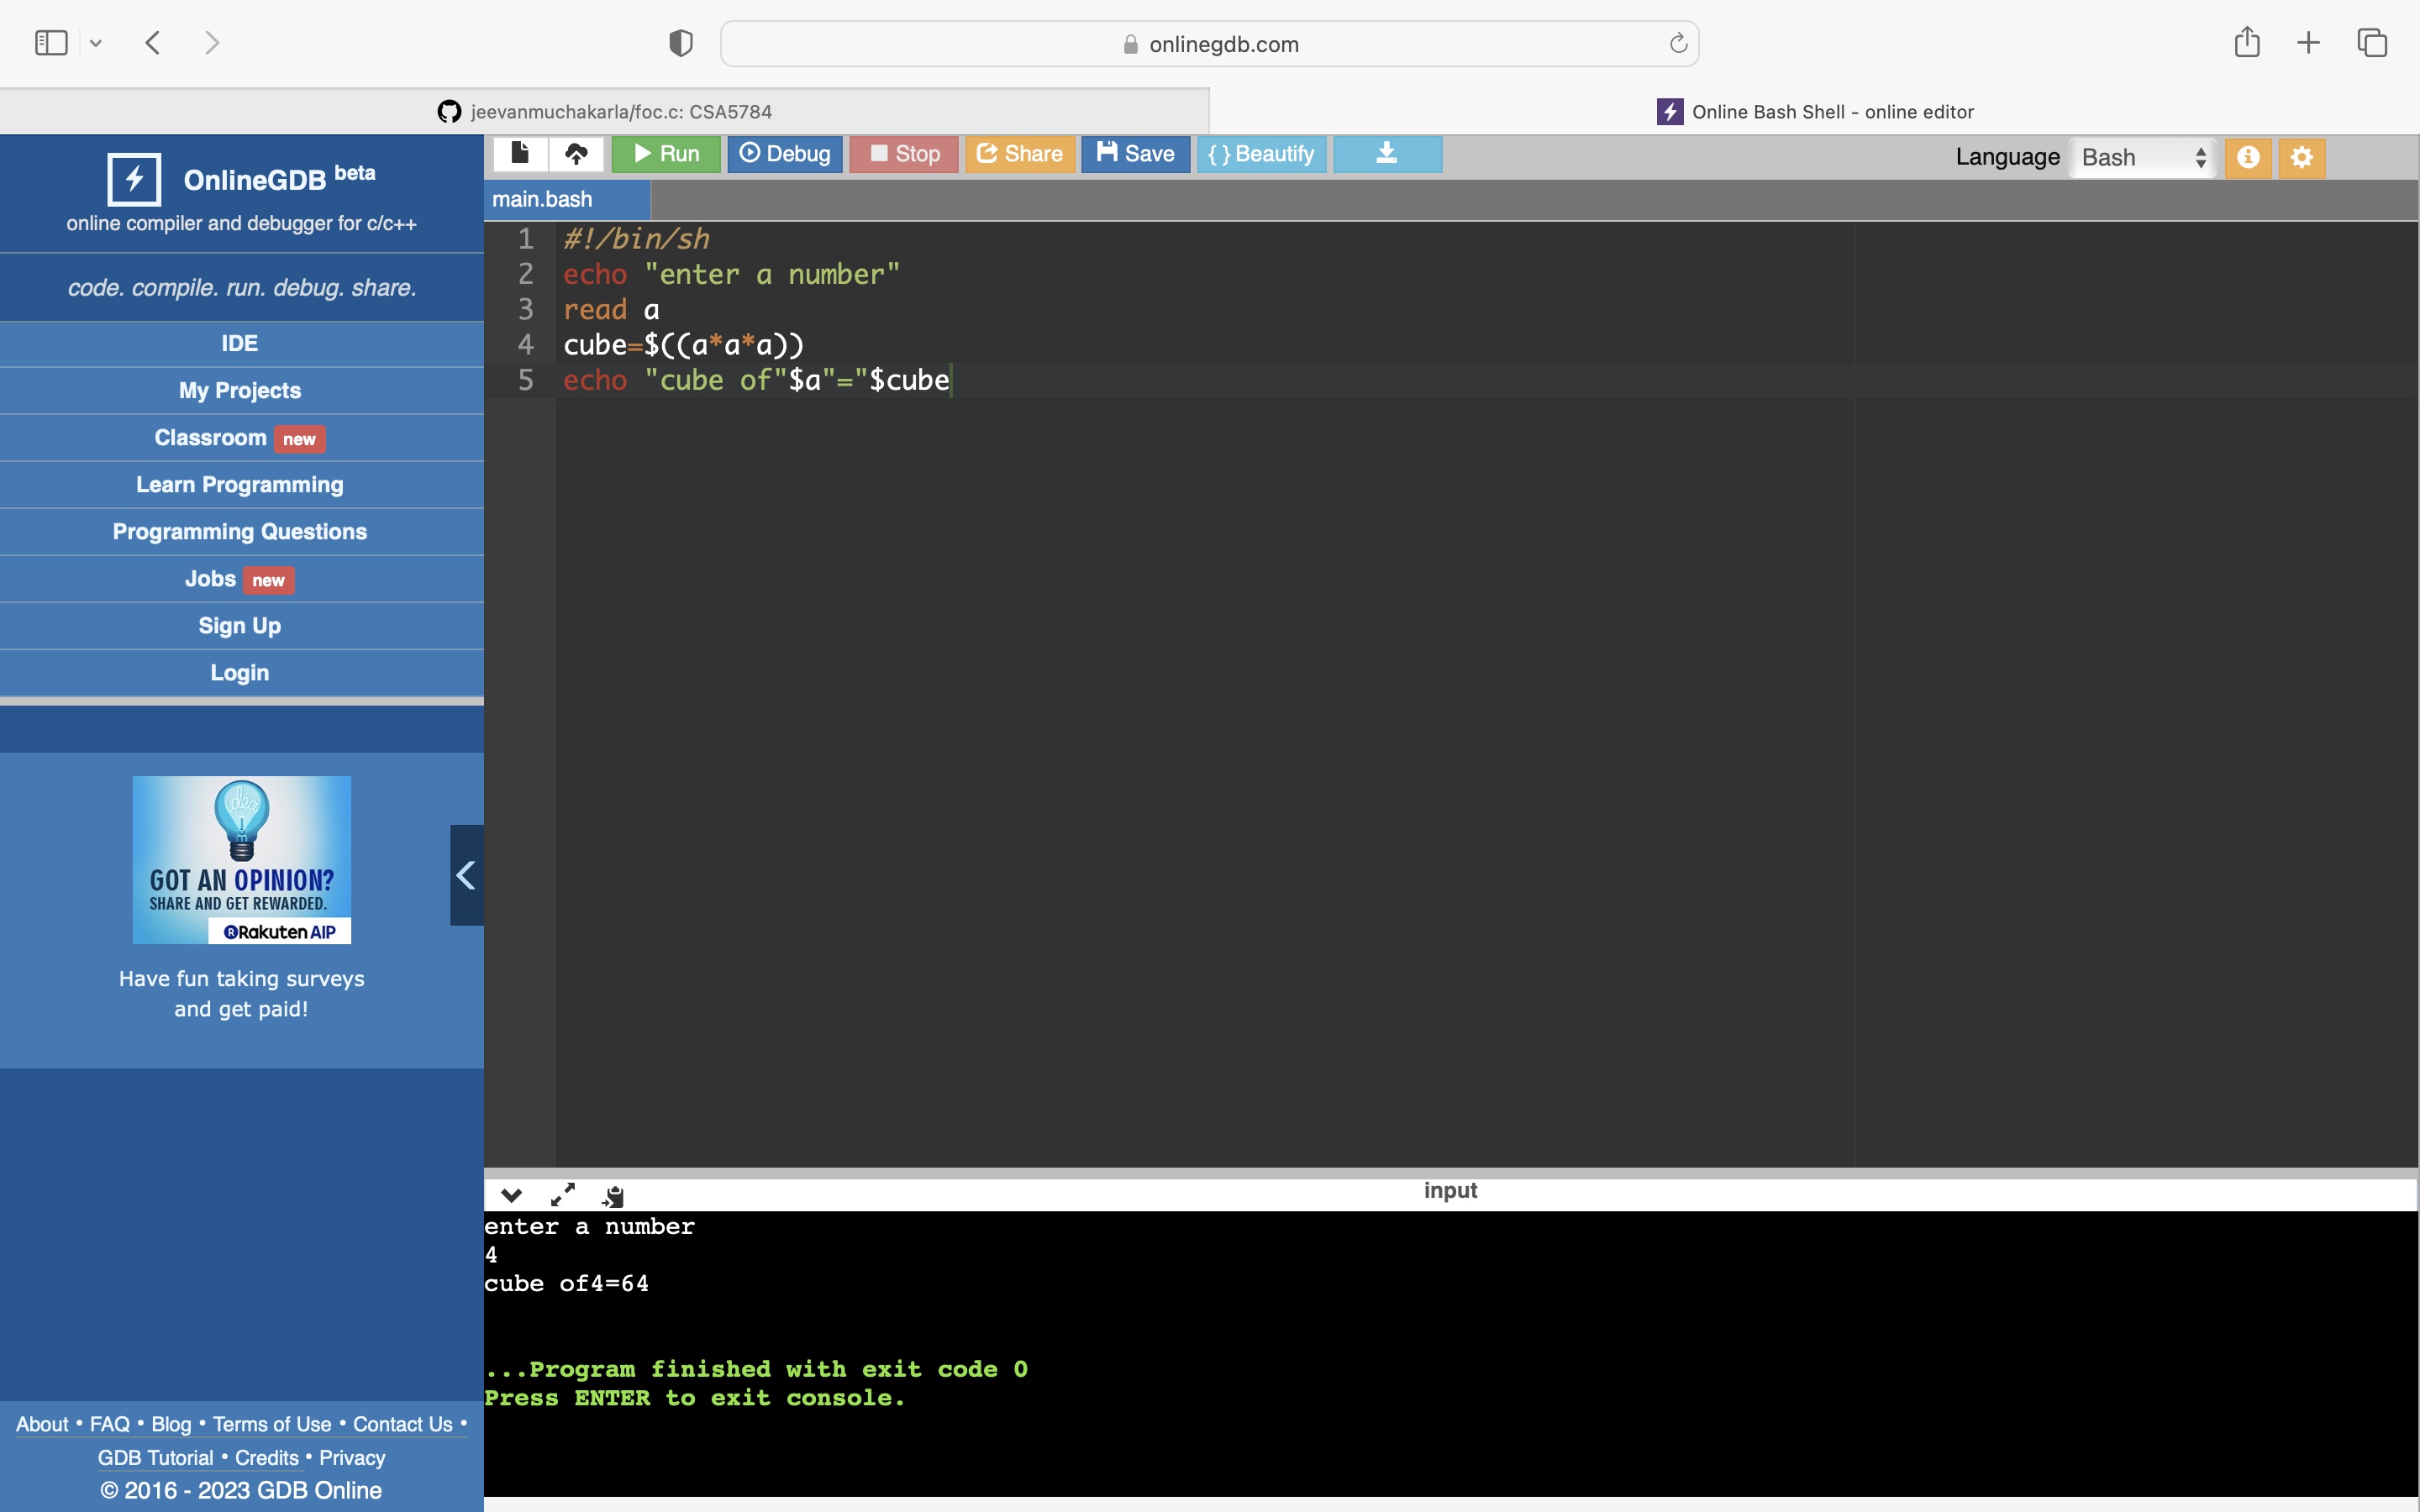 onlinegdb.com
jeevanmuchakarla/foc.c: CSA5784
Online Bash Shell - online editor
OnlineGDB beta
online compiler and debugger for c/c++
code. compile. run. debug. share.
IDE
My Projects
Classroom new
Learn Programming
Programming Questions
Jobs new
Sign Up
Login
idea
GOT AN OPINION?
SHARE AND GET REWARDED.
Rakuten AIP
Have fun taking surveys
and get paid!
About • FAQ • Blog • Terms of Use • Contact Us •
GDB Tutorial • Credits • Privacy
© 2016 - 2023 GDB Online
Run Debug Stop Share Save { } Beautify
Language Bash
main.bash
1 #!/bin/sh
2 echo "enter a number"
3 read a
4 cube=$((a*a*a))
5 echo "cube of"$a"="$cube
input
enter a number
4
cube of4=64
...Program finished with exit code 0
Press ENTER to exit console.